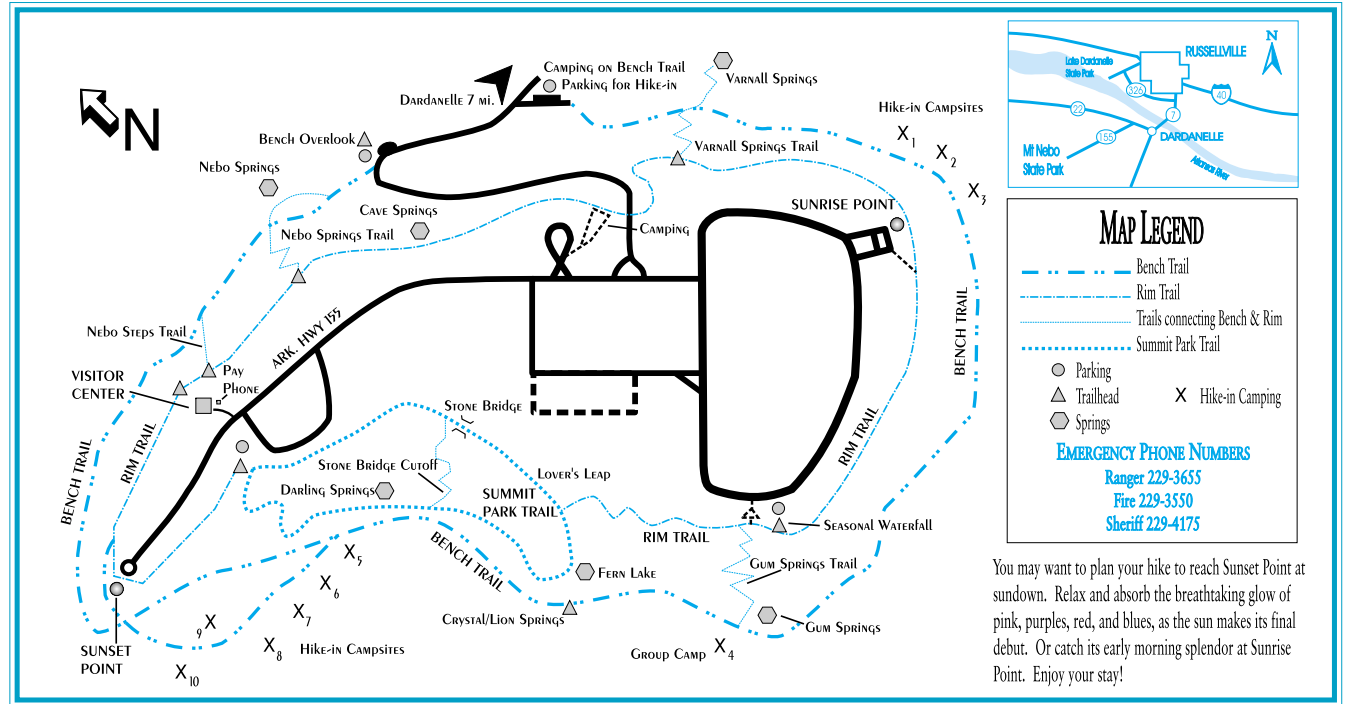 N
Camping on Bench Trail
Parking for Hike-in
Dardanelle 7 mi.
Varnall Springs
Hike-in Campsites
X1
X2
X3
Bench Overlook
Varnall Springs Trail
Nebo Springs
Cave Springs
SUNRISE POINT
Nebo Springs Trail
Camping
BENCH TRAIL
Nebo Steps Trail
ARK. HWY 155
Pay
Phone
VISITOR
CENTER
Stone Bridge
RIM TRAIL
RIM TRAIL
BENCH TRAIL
Stone Bridge Cutoff
Lover's Leap
Darling Springs
SUMMIT
PARK TRAIL
Seasonal Waterfall
RIM TRAIL
BENCH TRAIL
Gum Springs Trail
X5
X6
X7
Fern Lake
Crystal/Lion Springs
9X
X8
Hike-in Campsites
Gum Springs
Group Camp X4
SUNSET
POINT
X10
N
RUSSELLVILLE
Lake Dardanelle
State Park
326
40
22
7
155
DARDANELLE
Mt Nebo
State Park
Arkansas River
Map Legend
Bench Trail
Rim Trail
Trails connecting Bench & Rim
Summit Park Trail
Parking
Trailhead
X Hike-in Camping
Springs
Emergency Phone Numbers
Ranger 229-3655
Fire 229-3550
Sheriff 229-4175
You may want to plan your hike to reach Sunset Point at
sundown. Relax and absorb the breathtaking glow of
pink, purples, red, and blues, as the sun makes its final
debut. Or catch its early morning splendor at Sunrise
Point. Enjoy your stay!